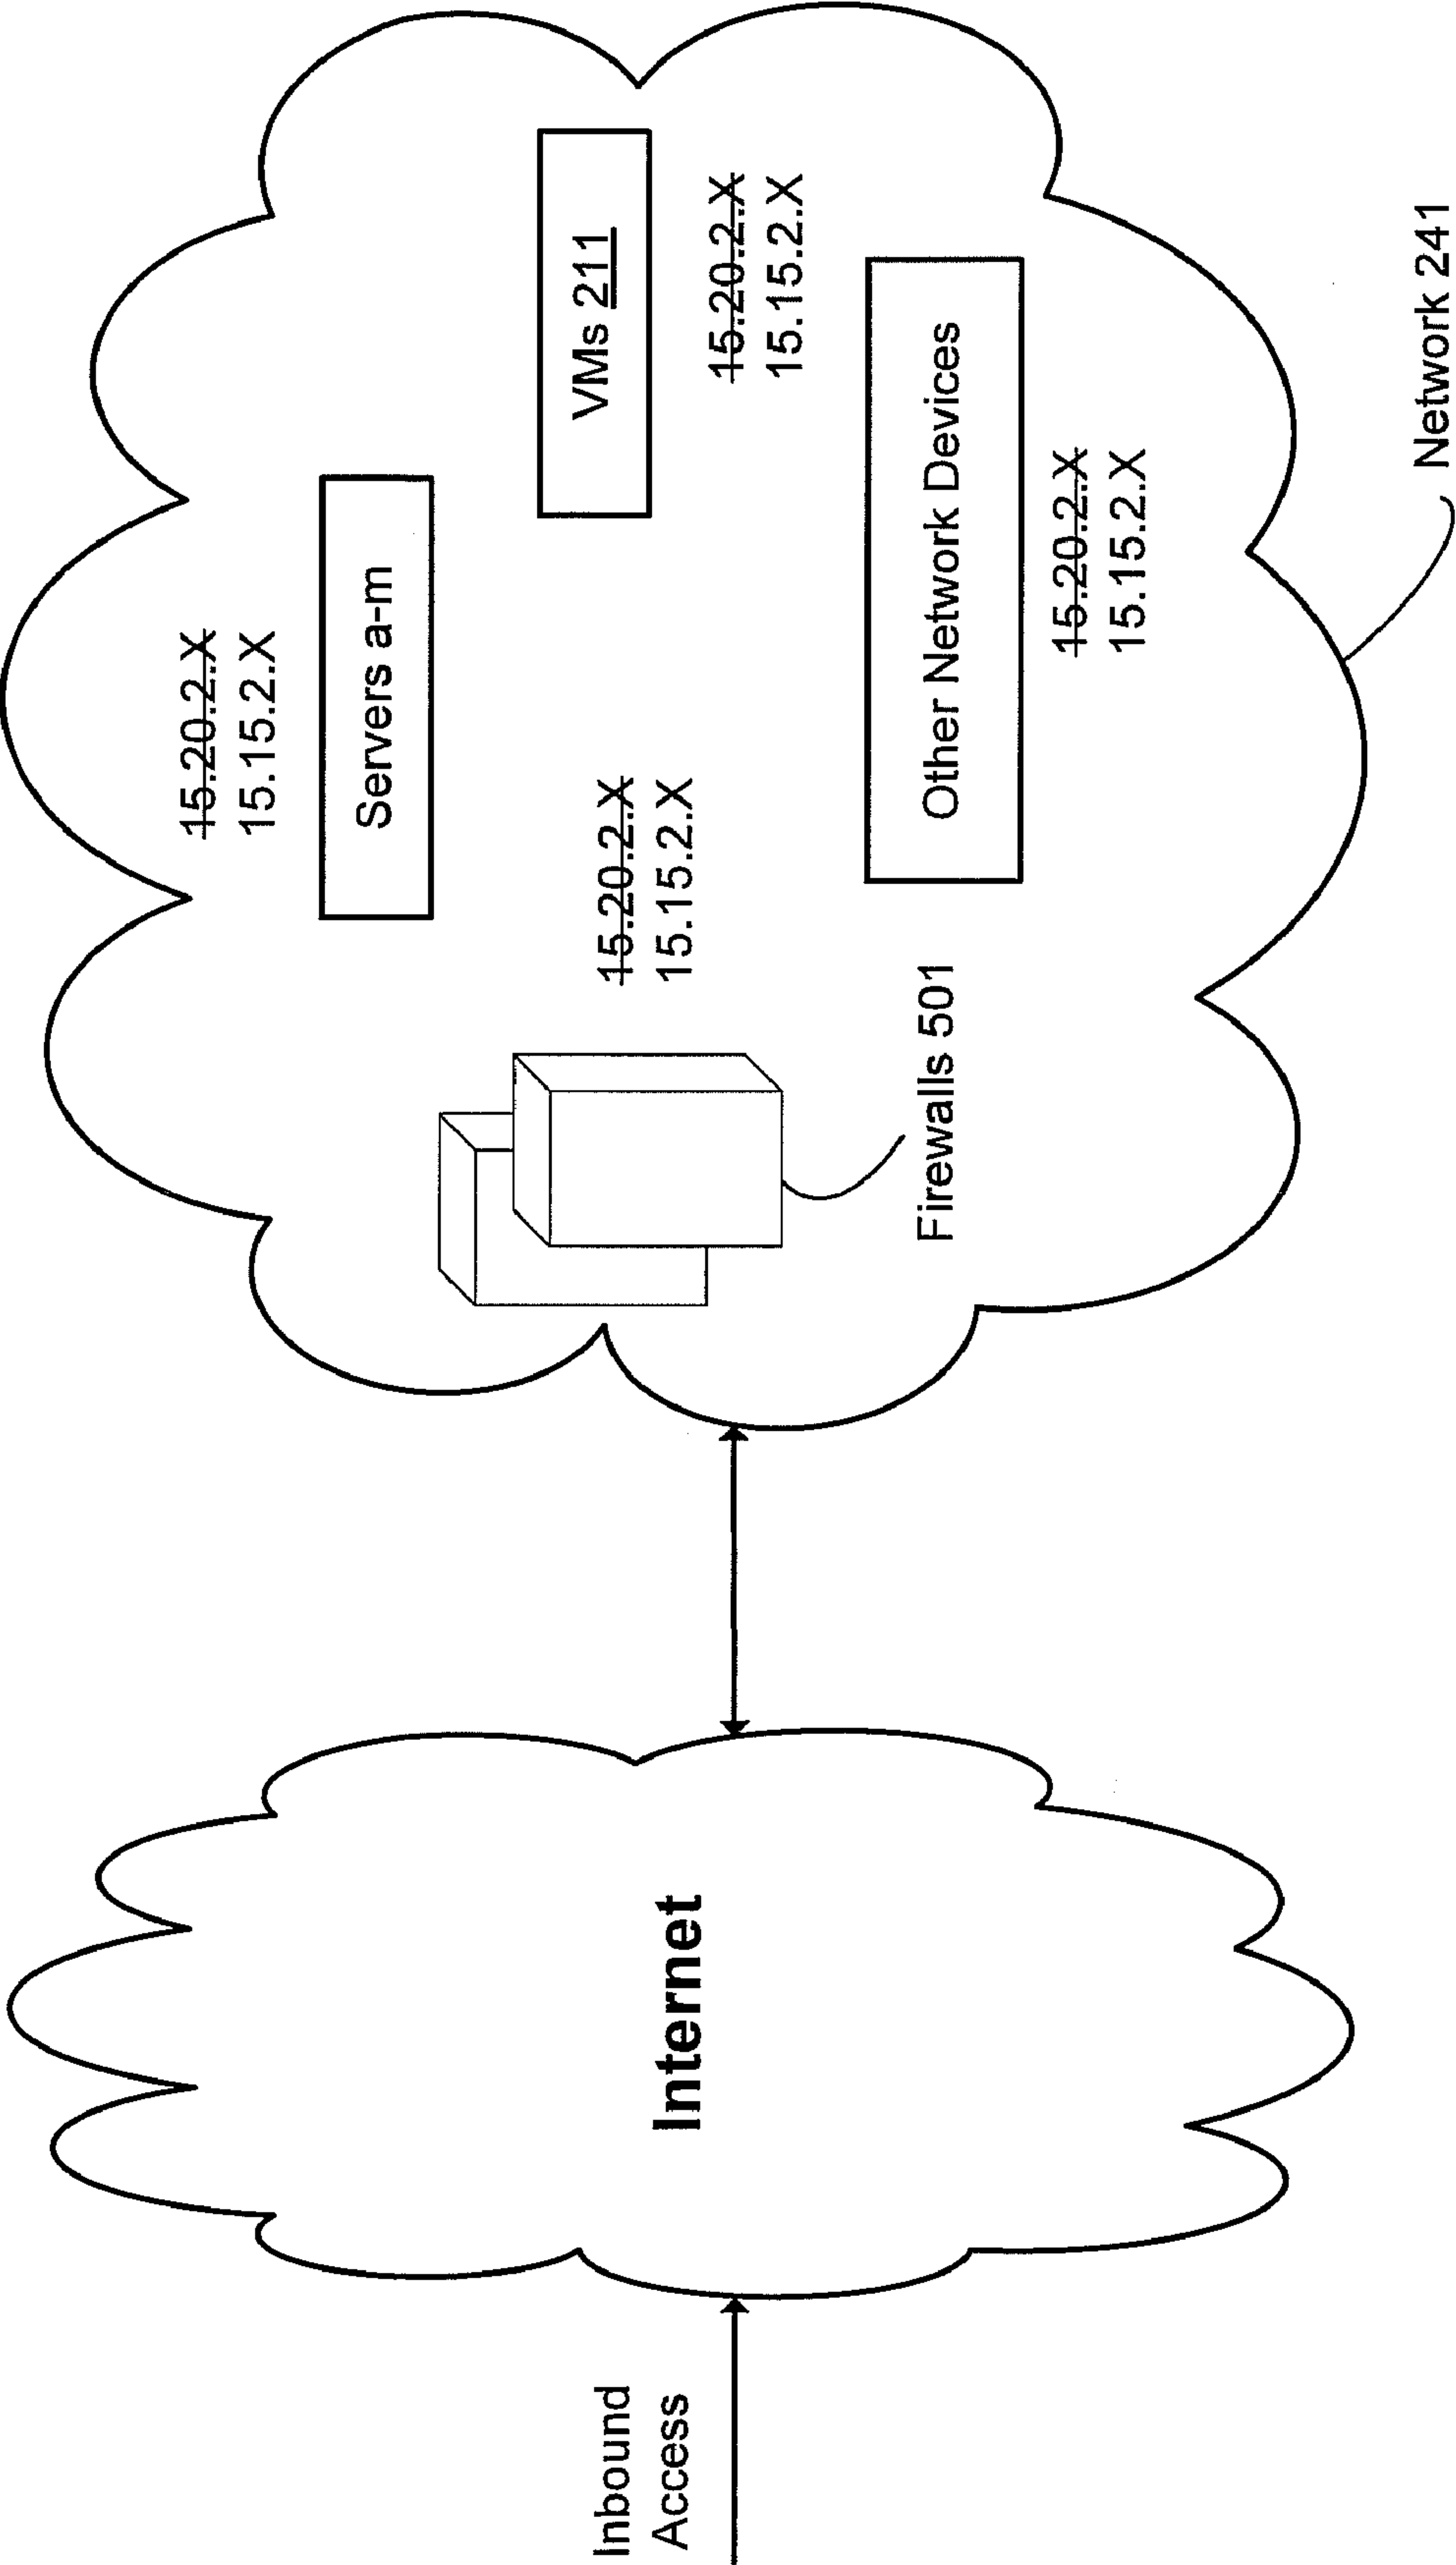 Inbound
Access
Internet
15.20.2.X
15.15.2.X
Servers a-m
VMs 211
15.20.2.X
15.15.2.X
15.20.2.X
15.15.2.X
Other Network Devices
15.20.2.X
15.15.2.X
Firewalls 501
Network 241